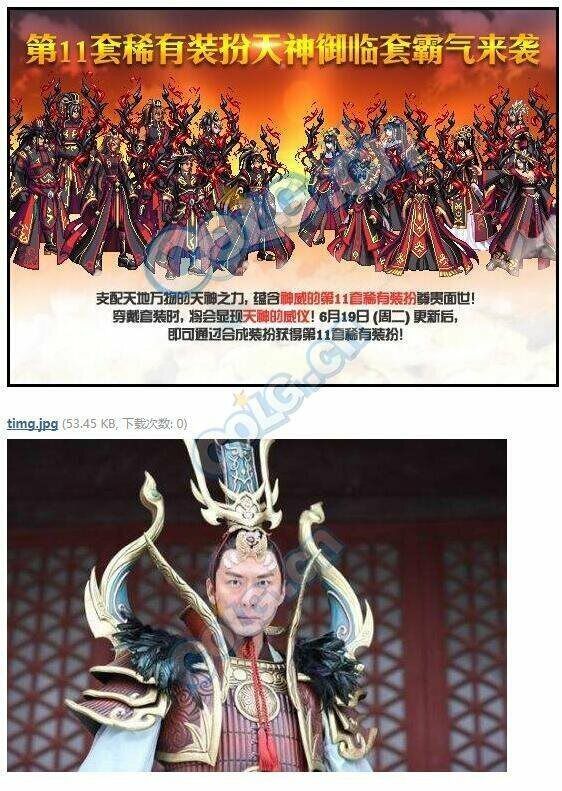 第11套稀有装扮天神御临套霸气来袭
支配天地万物的天神之力, 蕴含神威的第11套稀有装扮尊贵面世!
穿戴套装时, 将会显现天神的威仪! 6月19日 (周二) 更新后,
即可通过合成装扮获得第11套稀有装扮!
timg.jpg (53.45 KB, 下载次数: 0)